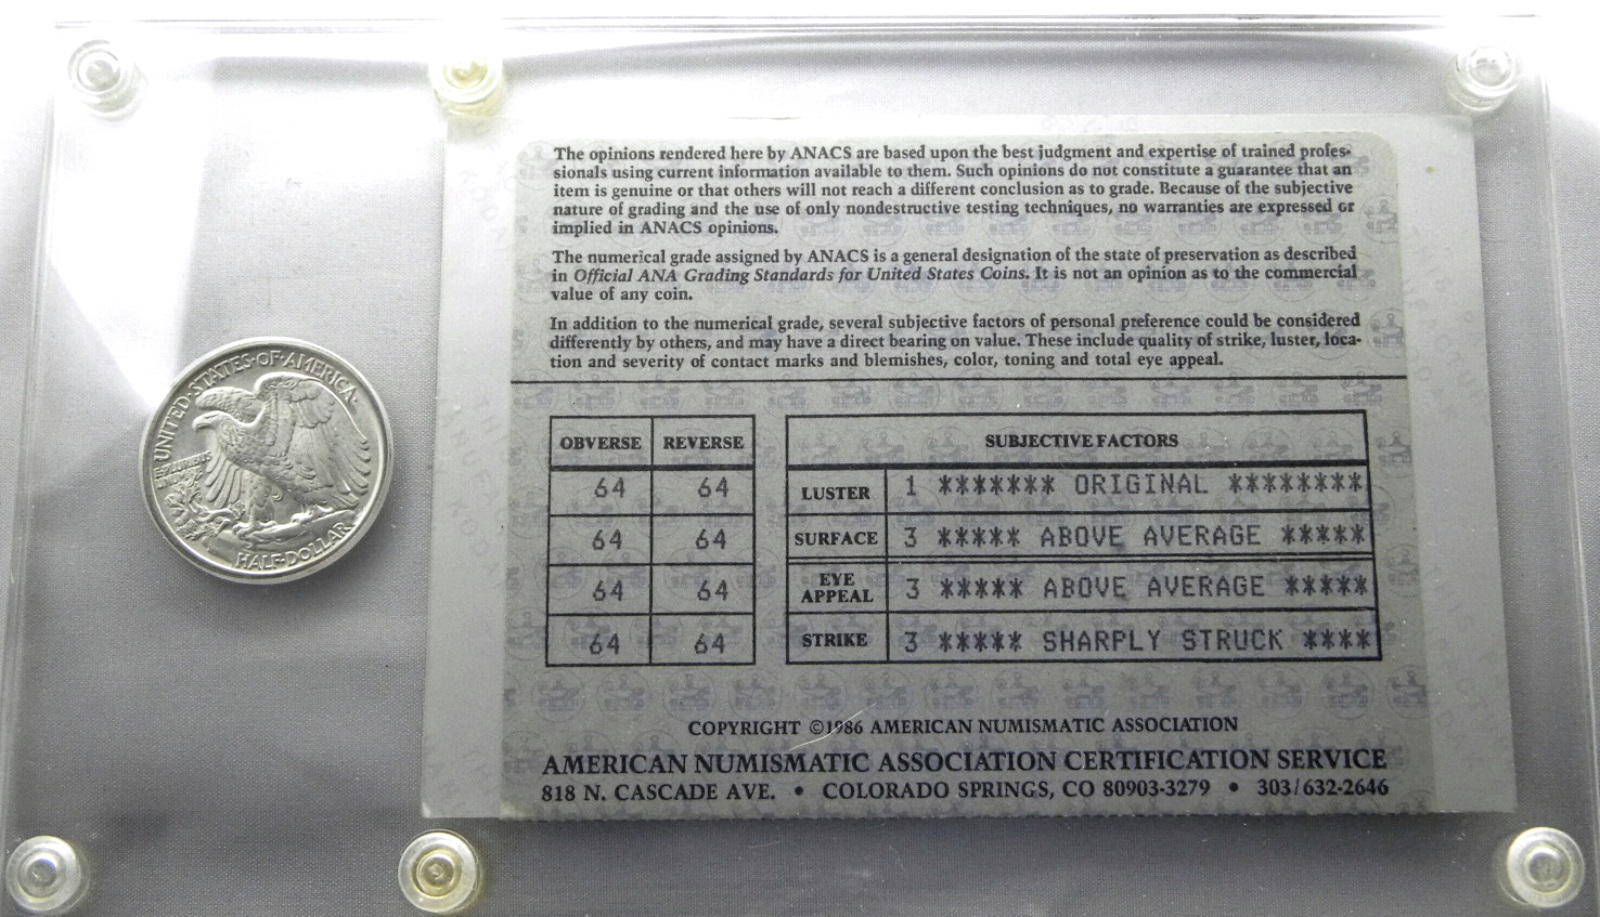 UNITED·STATES·OF·AMERICA·
E·PLURIBUS
UNUM
HALF·DOLLAR
The opinions rendered here by ANACS are based upon the best judgment and expertise of trained profes-
sionals using current information available to them. Such opinions do not constitute a guarantee that an
item is genuine or that others will not reach a different conclusion as to grade. Because of the subjective
nature of grading and the use of only nondestructive testing techniques, no warranties are expressed or
implied in ANACS opinions.
The numerical grade assigned by ANACS is a general designation of the state of preservation as described
in Official ANA Grading Standards for United States Coins. It is not an opinion as to the commercial
value of any coin.
In addition to the numerical grade, several subjective factors of personal preference could be considered
differently by others, and may have a direct bearing on value. These include quality of strike, luster, loca-
tion and severity of contact marks and blemishes, color, toning and total eye appeal.
OBVERSE REVERSE
64 64
64 64
64 64
64 64
SUBJECTIVE FACTORS
LUSTER 1 ******* ORIGINAL ********
SURFACE 3 ***** ABOVE AVERAGE *****
EYE
APPEAL 3 ***** ABOVE AVERAGE *****
STRIKE 3 ***** SHARPLY STRUCK ****
COPYRIGHT ©1986 AMERICAN NUMISMATIC ASSOCIATION
AMERICAN NUMISMATIC ASSOCIATION CERTIFICATION SERVICE
818 N. CASCADE AVE. • COLORADO SPRINGS, CO 80903-3279 • 303/632-2646